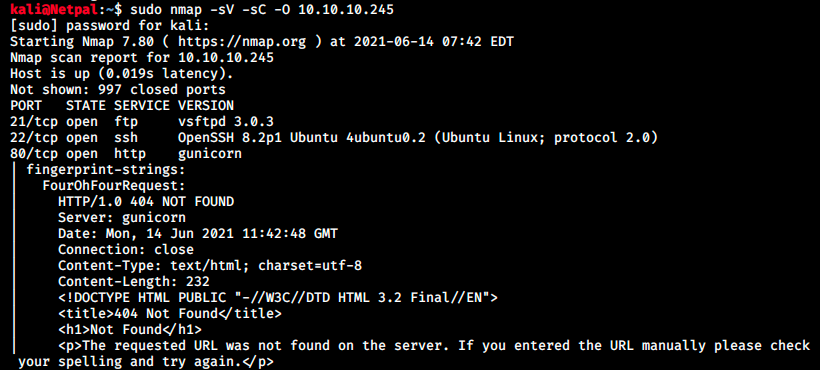 kali@Netpal:~$ sudo nmap -sV -sC -O 10.10.10.245
[sudo] password for kali:
Starting Nmap 7.80 ( https://nmap.org ) at 2021-06-14 07:42 EDT
Nmap scan report for 10.10.10.245
Host is up (0.019s latency).
Not shown: 997 closed ports
PORT   STATE SERVICE VERSION
21/tcp open  ftp     vsftpd 3.0.3
22/tcp open  ssh     OpenSSH 8.2p1 Ubuntu 4ubuntu0.2 (Ubuntu Linux; protocol 2.0)
80/tcp open  http    gunicorn
| fingerprint-strings:
|   FourOhFourRequest:
|     HTTP/1.0 404 NOT FOUND
|     Server: gunicorn
|     Date: Mon, 14 Jun 2021 11:42:48 GMT
|     Connection: close
|     Content-Type: text/html; charset=utf-8
|     Content-Length: 232
|     <!DOCTYPE HTML PUBLIC "-//W3C//DTD HTML 3.2 Final//EN">
|     <title>404 Not Found</title>
|     <h1>Not Found</h1>
|     <p>The requested URL was not found on the server. If you entered the URL manually please check
your spelling and try again.</p>